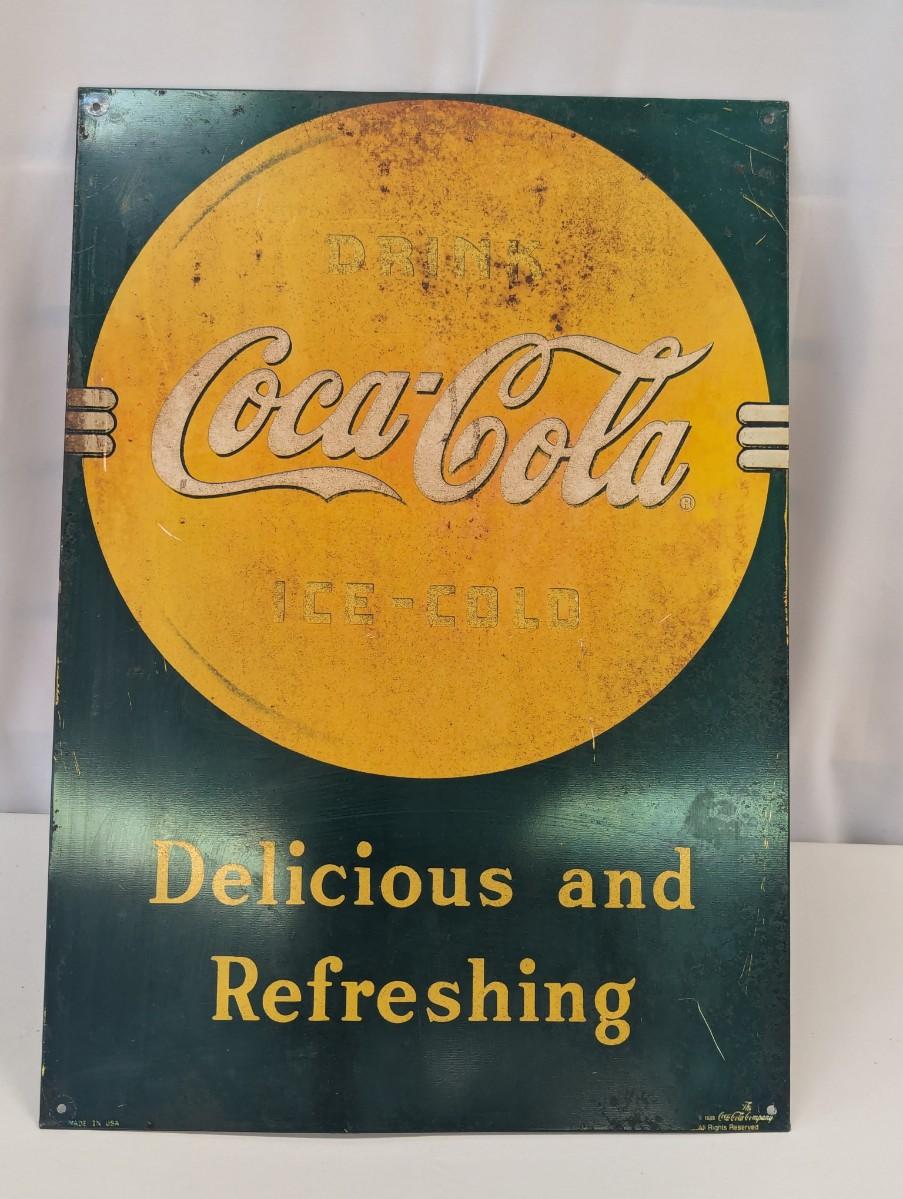 DRINK
Coca-Cola®
ICE-COLD
Delicious and
Refreshing
MADE IN USA
The
Coca-Cola Company
All Rights Reserved